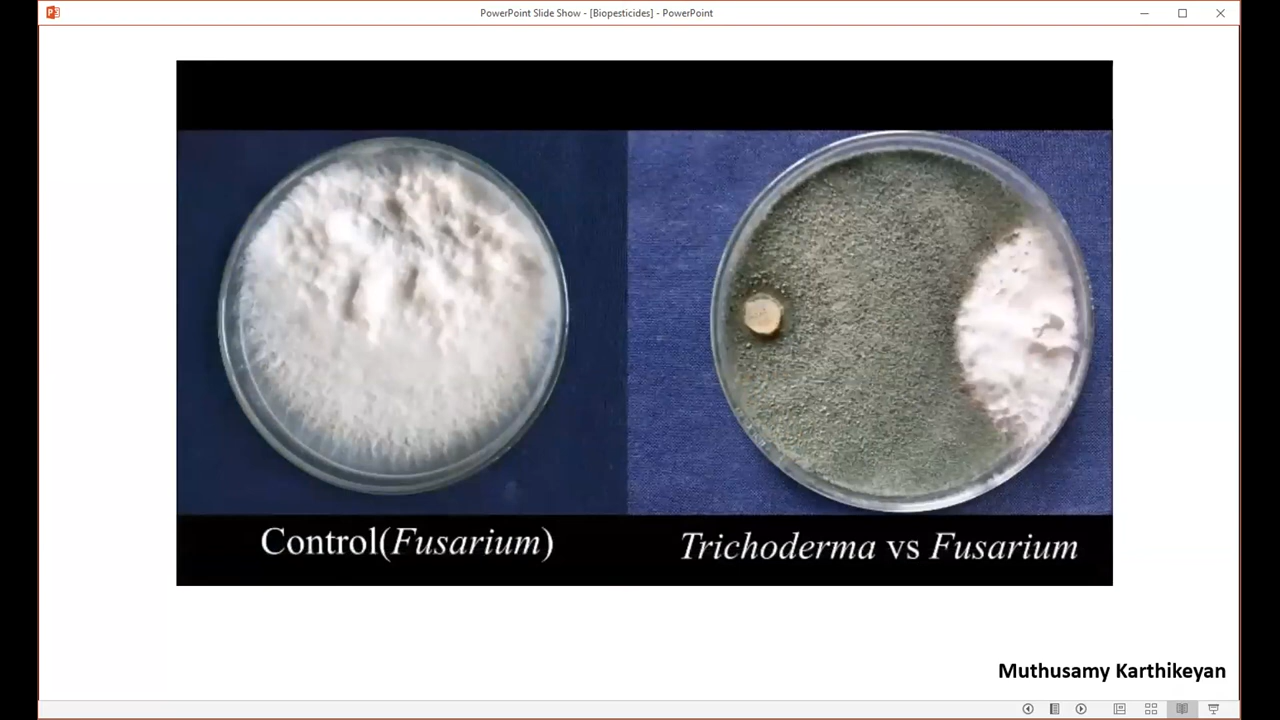 PowerPoint Slide Show - [Biopesticides] - PowerPoint
Control(Fusarium)
Trichoderma vs Fusarium
Muthusamy Karthikeyan